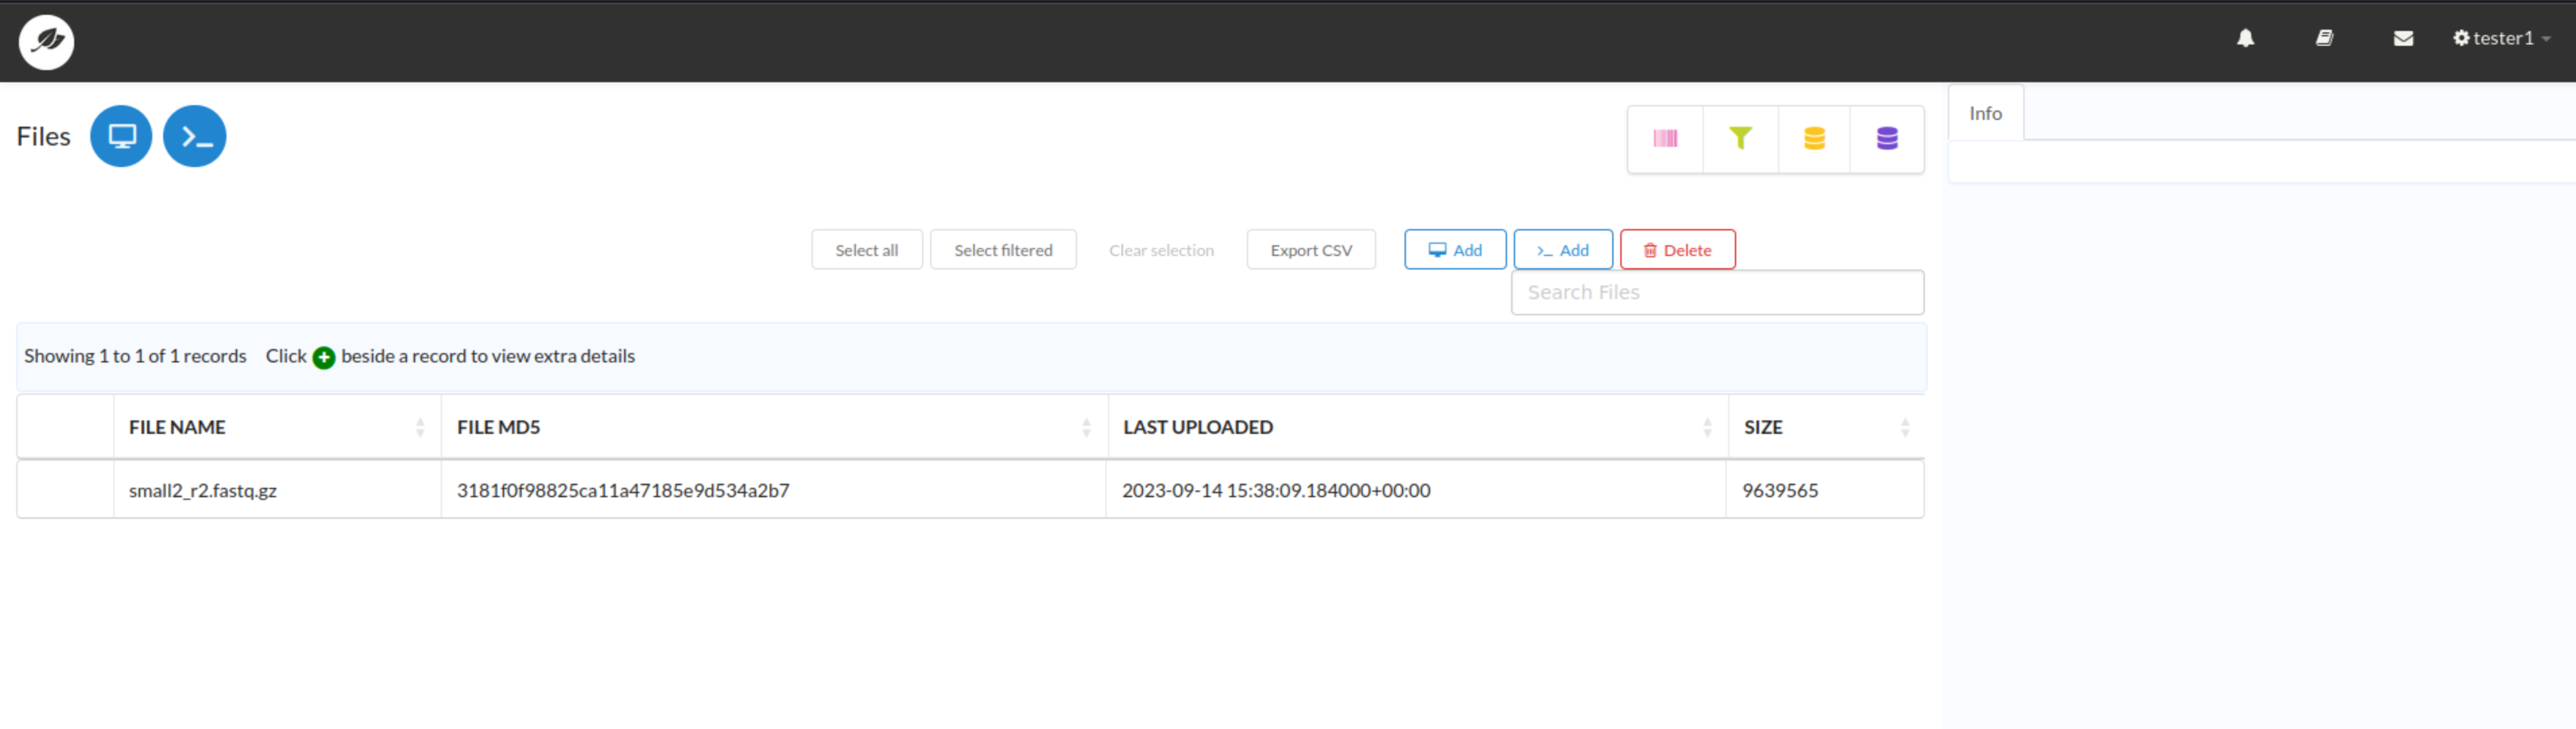 tester1
Files
Info
Select all Select filtered Clear selection Export CSV Add >_ Add Delete
Search Files
Showing 1 to 1 of 1 records Click + beside a record to view extra details
FILE NAME FILE MD5 LAST UPLOADED SIZE
small2_r2.fastq.gz 3181f0f98825ca11a47185e9d534a2b7 2023-09-14 15:38:09.184000+00:00 9639565